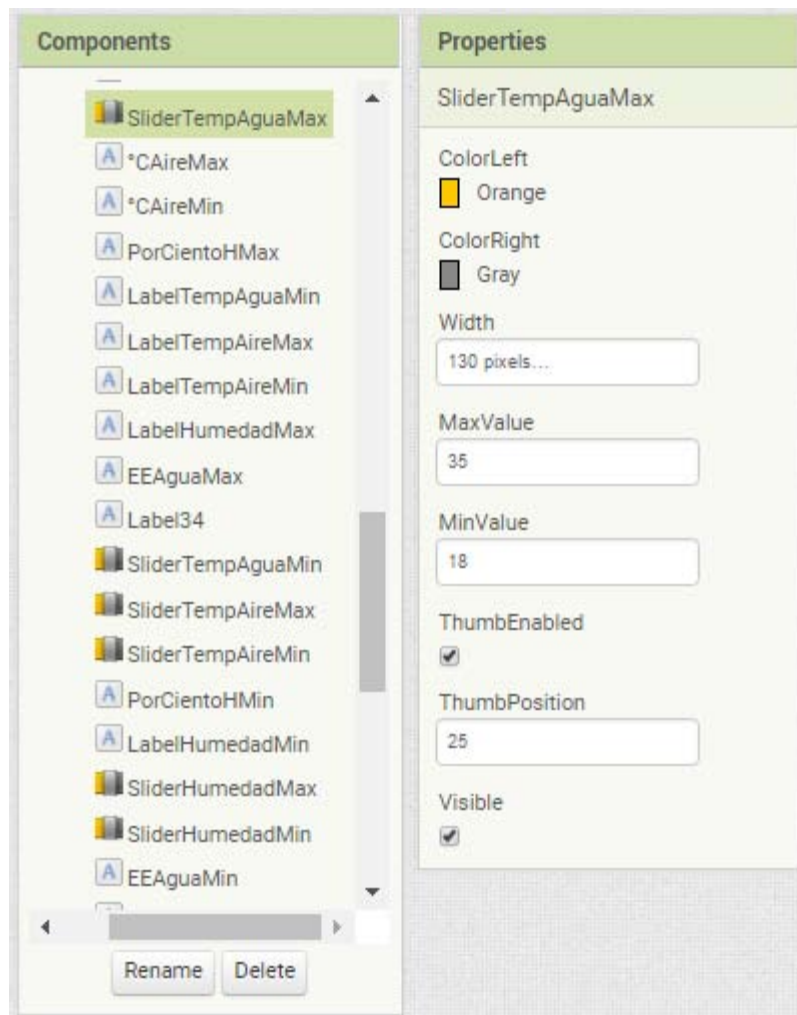 Components
SliderTempAguaMax
°CAireMax
°CAireMin
PorCientoHMax
LabelTempAguaMin
LabelTempAireMax
LabelTempAireMin
LabelHumedadMax
EEAguaMax
Label34
SliderTempAguaMin
SliderTempAireMax
SliderTempAireMin
PorCientoHMin
LabelHumedadMin
SliderHumedadMax
SliderHumedadMin
EEAguaMin
Rename
Delete
Properties
SliderTempAguaMax
ColorLeft
Orange
ColorRight
Gray
Width
130 pixels...
MaxValue
35
MinValue
18
ThumbEnabled
ThumbPosition
25
Visible